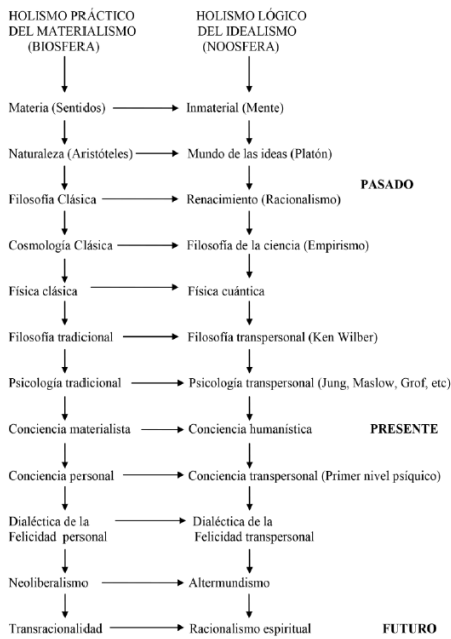 HOLISMO PRÁCTICO HOLISMO LÓGICO
DEL MATERIALISMO DEL IDEALISMO
(BIOSFERA) (NOOSFERA)
Materia (Sentidos) Inmaterial (Mente)
Naturaleza (Aristóteles) Mundo de las ideas (Platón)
PASADO
Filosofía Clásica Renacimiento (Racionalismo)
Cosmología Clásica Filosofía de la ciencia (Empirismo)
Física clásica Física cuántica
Filosofía tradicional Filosofía transpersonal (Ken Wilber)
Psicología tradicional Psicología transpersonal (Jung, Maslow, Grof, etc)
Conciencia materialista Conciencia humanística PRESENTE
Conciencia personal Conciencia transpersonal (Primer nivel psíquico)
Dialéctica de la Dialéctica de la
Felicidad personal Felicidad transpersonal
Neoliberalismo Altermundismo
Transracionalidad Racionalismo espiritual FUTURO